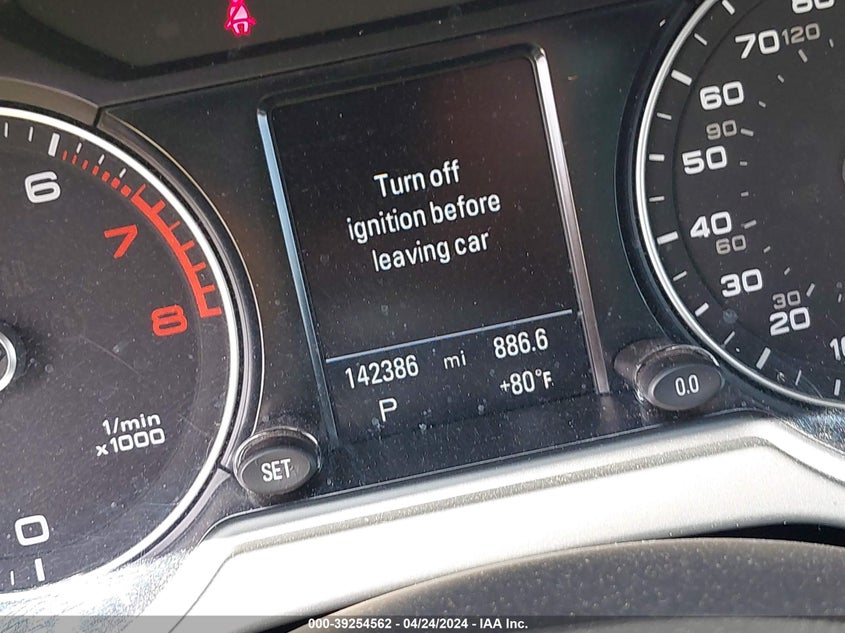 6
7
8
1/min
x1000
0
SET
Turn off
ignition before
leaving car
142386 mi 886.6
P +80°F
0.0
70 120
60
90
50
40
60
30
30
20
000-39254562 - 04/24/2024 - IAA Inc.